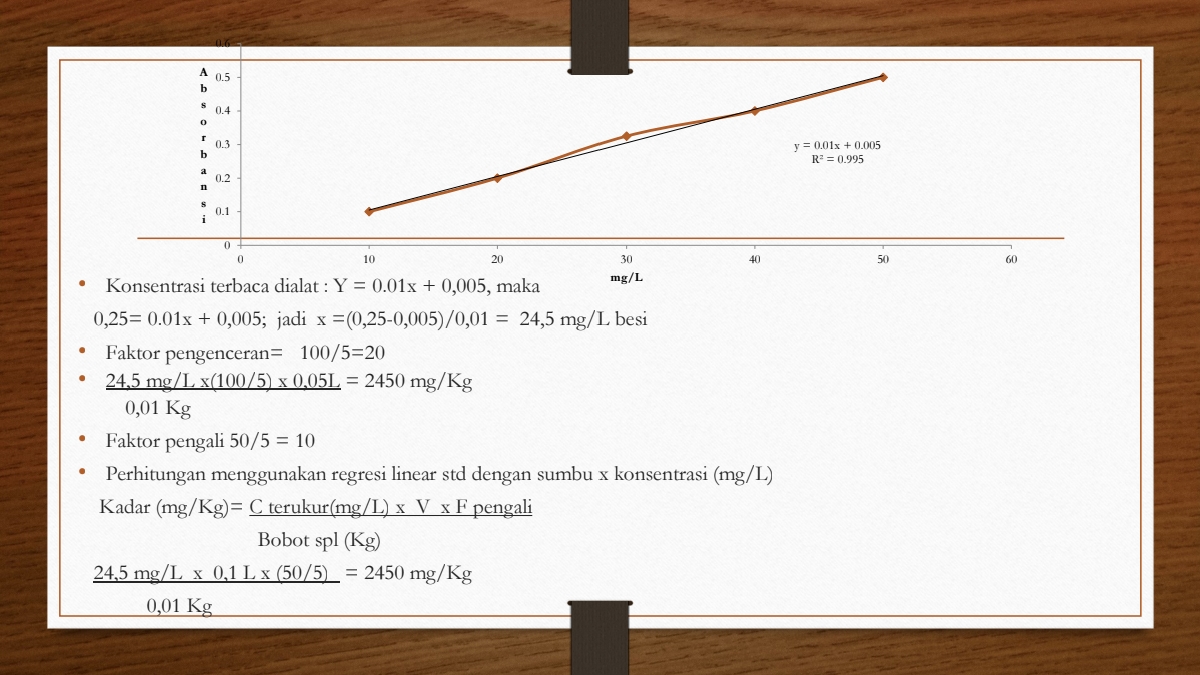 0.6
Absorbansi
0.5
0.4
0.3
0.2
0.1
0
y = 0.01x + 0.005
R² = 0.995
0 10 20 30 40 50 60
mg/L
• Konsentrasi terbaca dialat : Y = 0.01x + 0,005, maka
0,25= 0.01x + 0,005; jadi x =(0,25-0,005)/0,01 = 24,5 mg/L besi
• Faktor pengenceran= 100/5=20
• 24,5 mg/L x(100/5) x 0,05L = 2450 mg/Kg
0,01 Kg
• Faktor pengali 50/5 = 10
• Perhitungan menggunakan regresi linear std dengan sumbu x konsentrasi (mg/L)
Kadar (mg/Kg)= C terukur(mg/L) x V x F pengali
Bobot spl (Kg)
24,5 mg/L x 0,1 L x (50/5) = 2450 mg/Kg
0,01 Kg